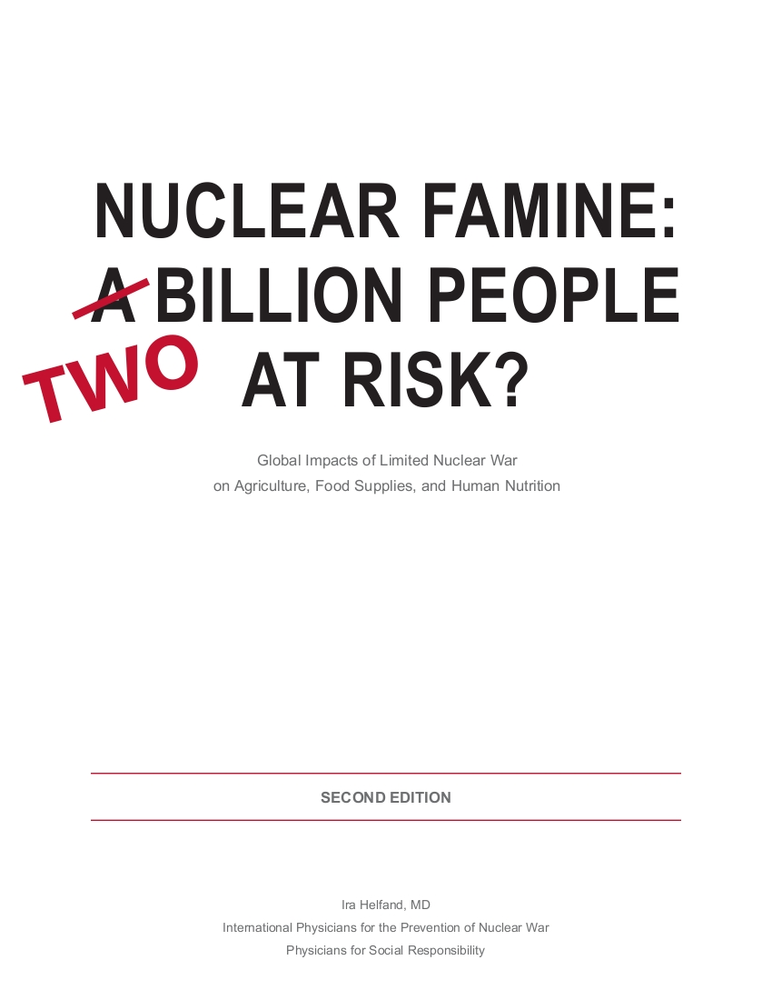 NUCLEAR FAMINE:
A BILLION PEOPLE
TWO
AT RISK?
Global Impacts of Limited Nuclear War
on Agriculture, Food Supplies, and Human Nutrition
SECOND EDITION
Ira Helfand, MD
International Physicians for the Prevention of Nuclear War
Physicians for Social Responsibility